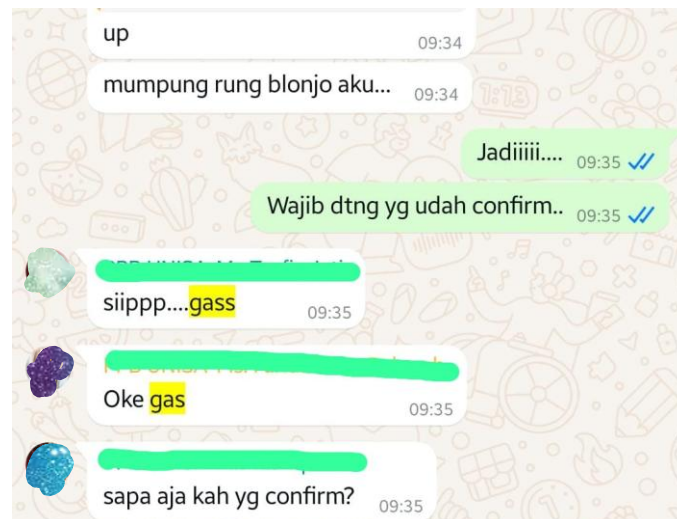 up
09:34
mumpung rung blonjo aku...
09:34
Jadiiiii....
09:35
Wajib dtng yg udah confirm..
09:35
siippp....gass
09:35
Oke gas
09:35
sapa aja kah yg confirm?
09:35